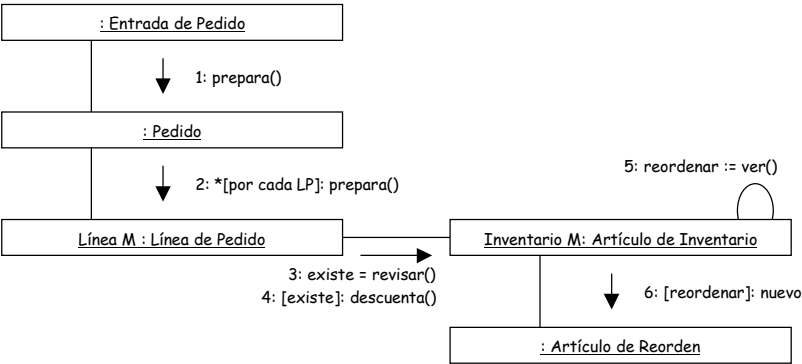 : Entrada de Pedido
1: prepara()
: Pedido
2: *[por cada LP]: prepara()
5: reordenar := ver()
Línea M : Línea de Pedido
Inventario M: Artículo de Inventario
3: existe = revisar()
4: [existe]: descuenta()
6: [reordenar]: nuevo
: Artículo de Reorden